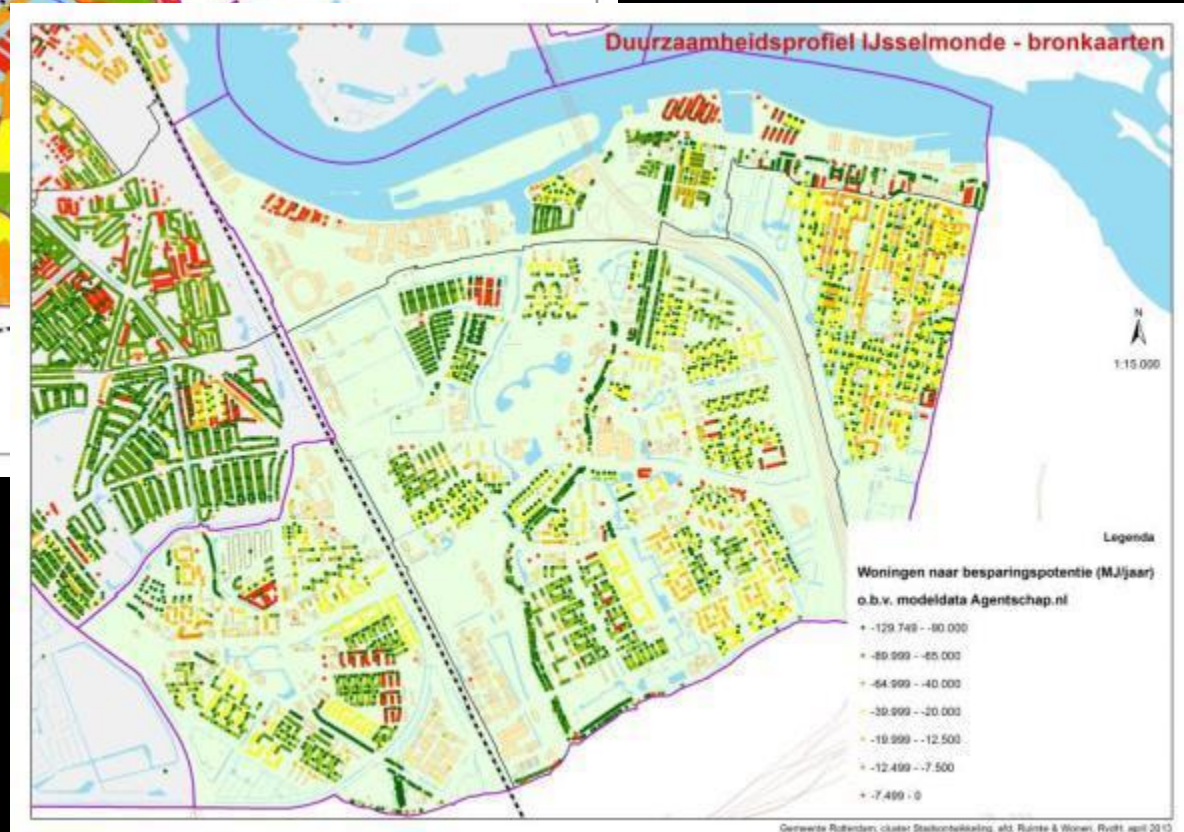 Duurzaamheidsprofiel IJsselmonde - bronkaarten
N
1:15.000
Legenda
Woningen naar besparingspotentie (MJ/jaar)
o.b.v. modeldata Agentschap.nl
-129.749 - -90.000
-89.999 - -65.000
-64.999 - -40.000
-39.999 - -20.000
-19.999 - -12.500
-12.499 - -7.500
-7.499 - 0
Gemeente Rotterdam, cluster Stadsontwikkeling, afd. Ruimte & Wonen, RvdH, april 2013